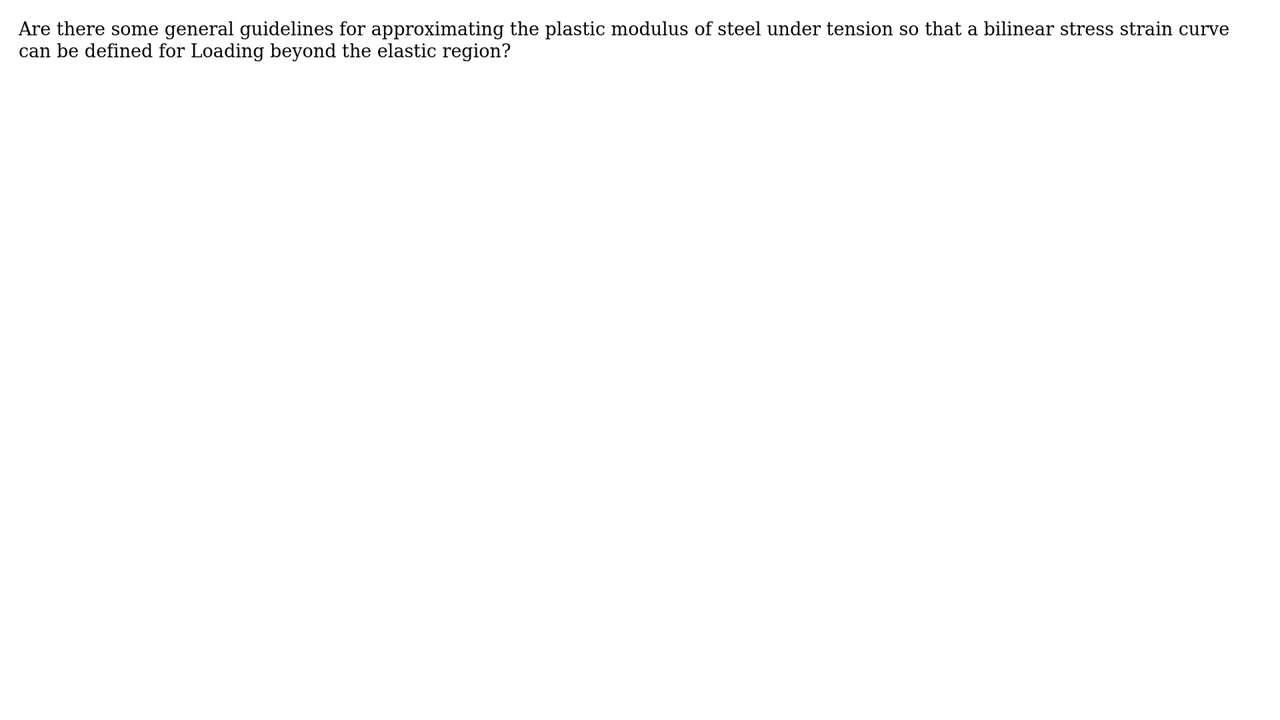 Are there some general guidelines for approximating the plastic modulus of steel under tension so that a bilinear stress strain curve
can be defined for Loading beyond the elastic region?